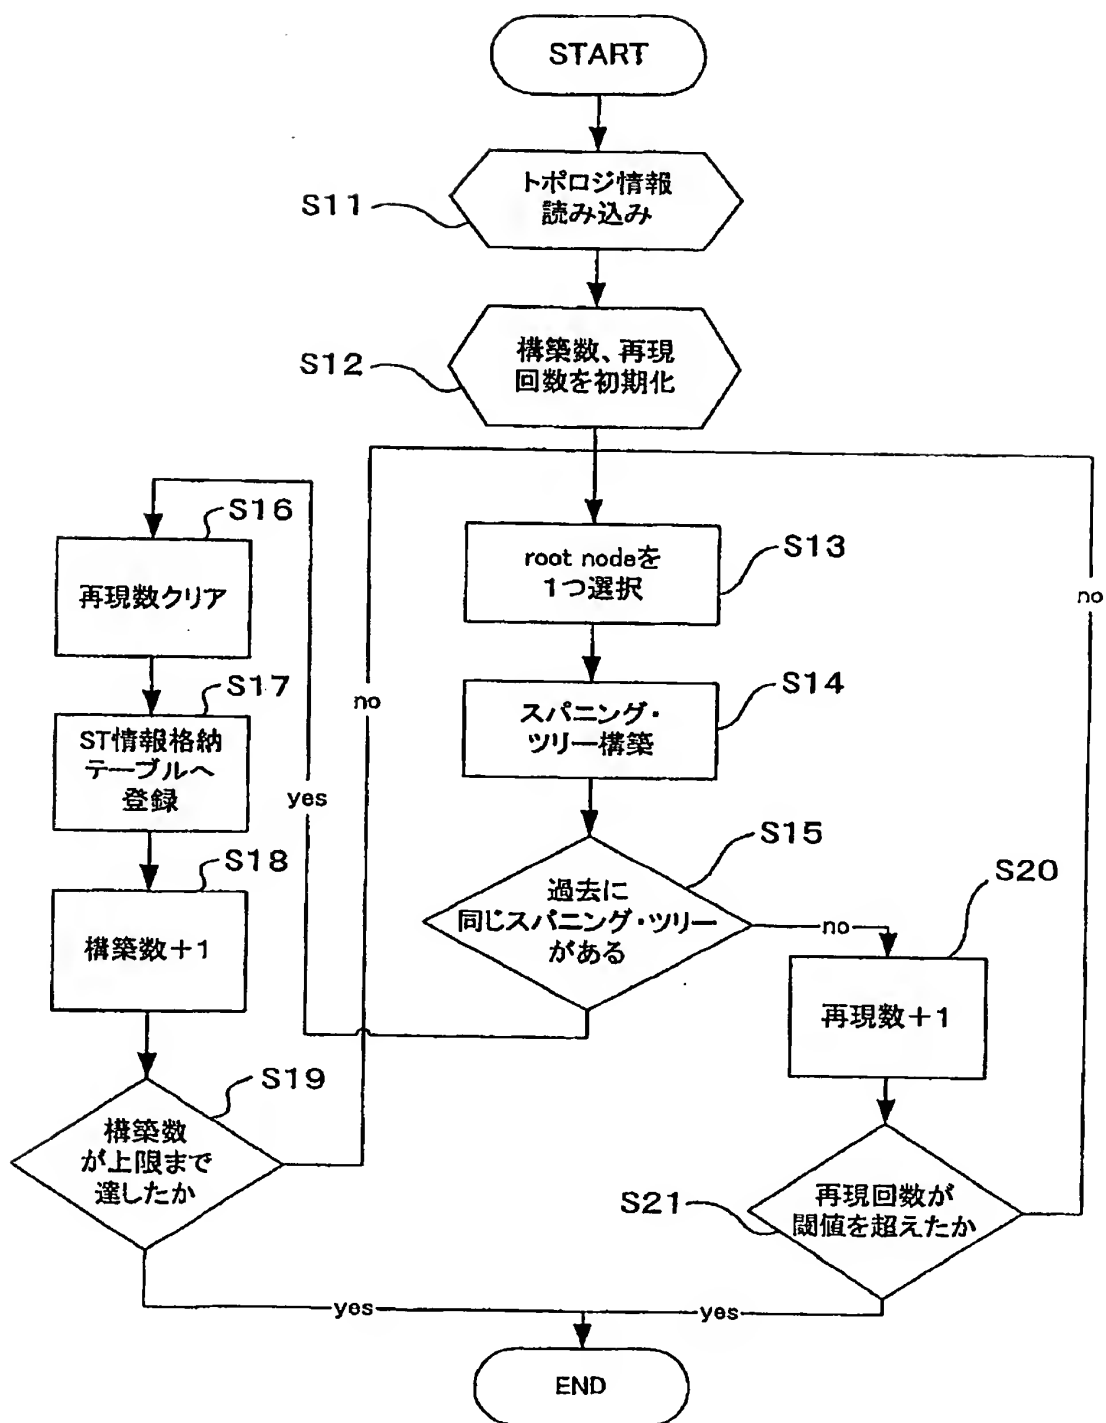 START
S11
トポロジ情報
読み込み
S12
構築数、再現
回数を初期化
S16
再現数クリア
S13
root nodeを
1つ選択
no
S17
ST情報格納
テーブルへ
登録
no
S14
スパニング・
ツリー構築
yes
S18
構築数+1
S15
過去に
同じスパニング・ツリー
がある
no
S20
再現数+1
S19
構築数
が上限まで
達したか
S21
再現回数が
閾値を超えたか
yes
yes
END